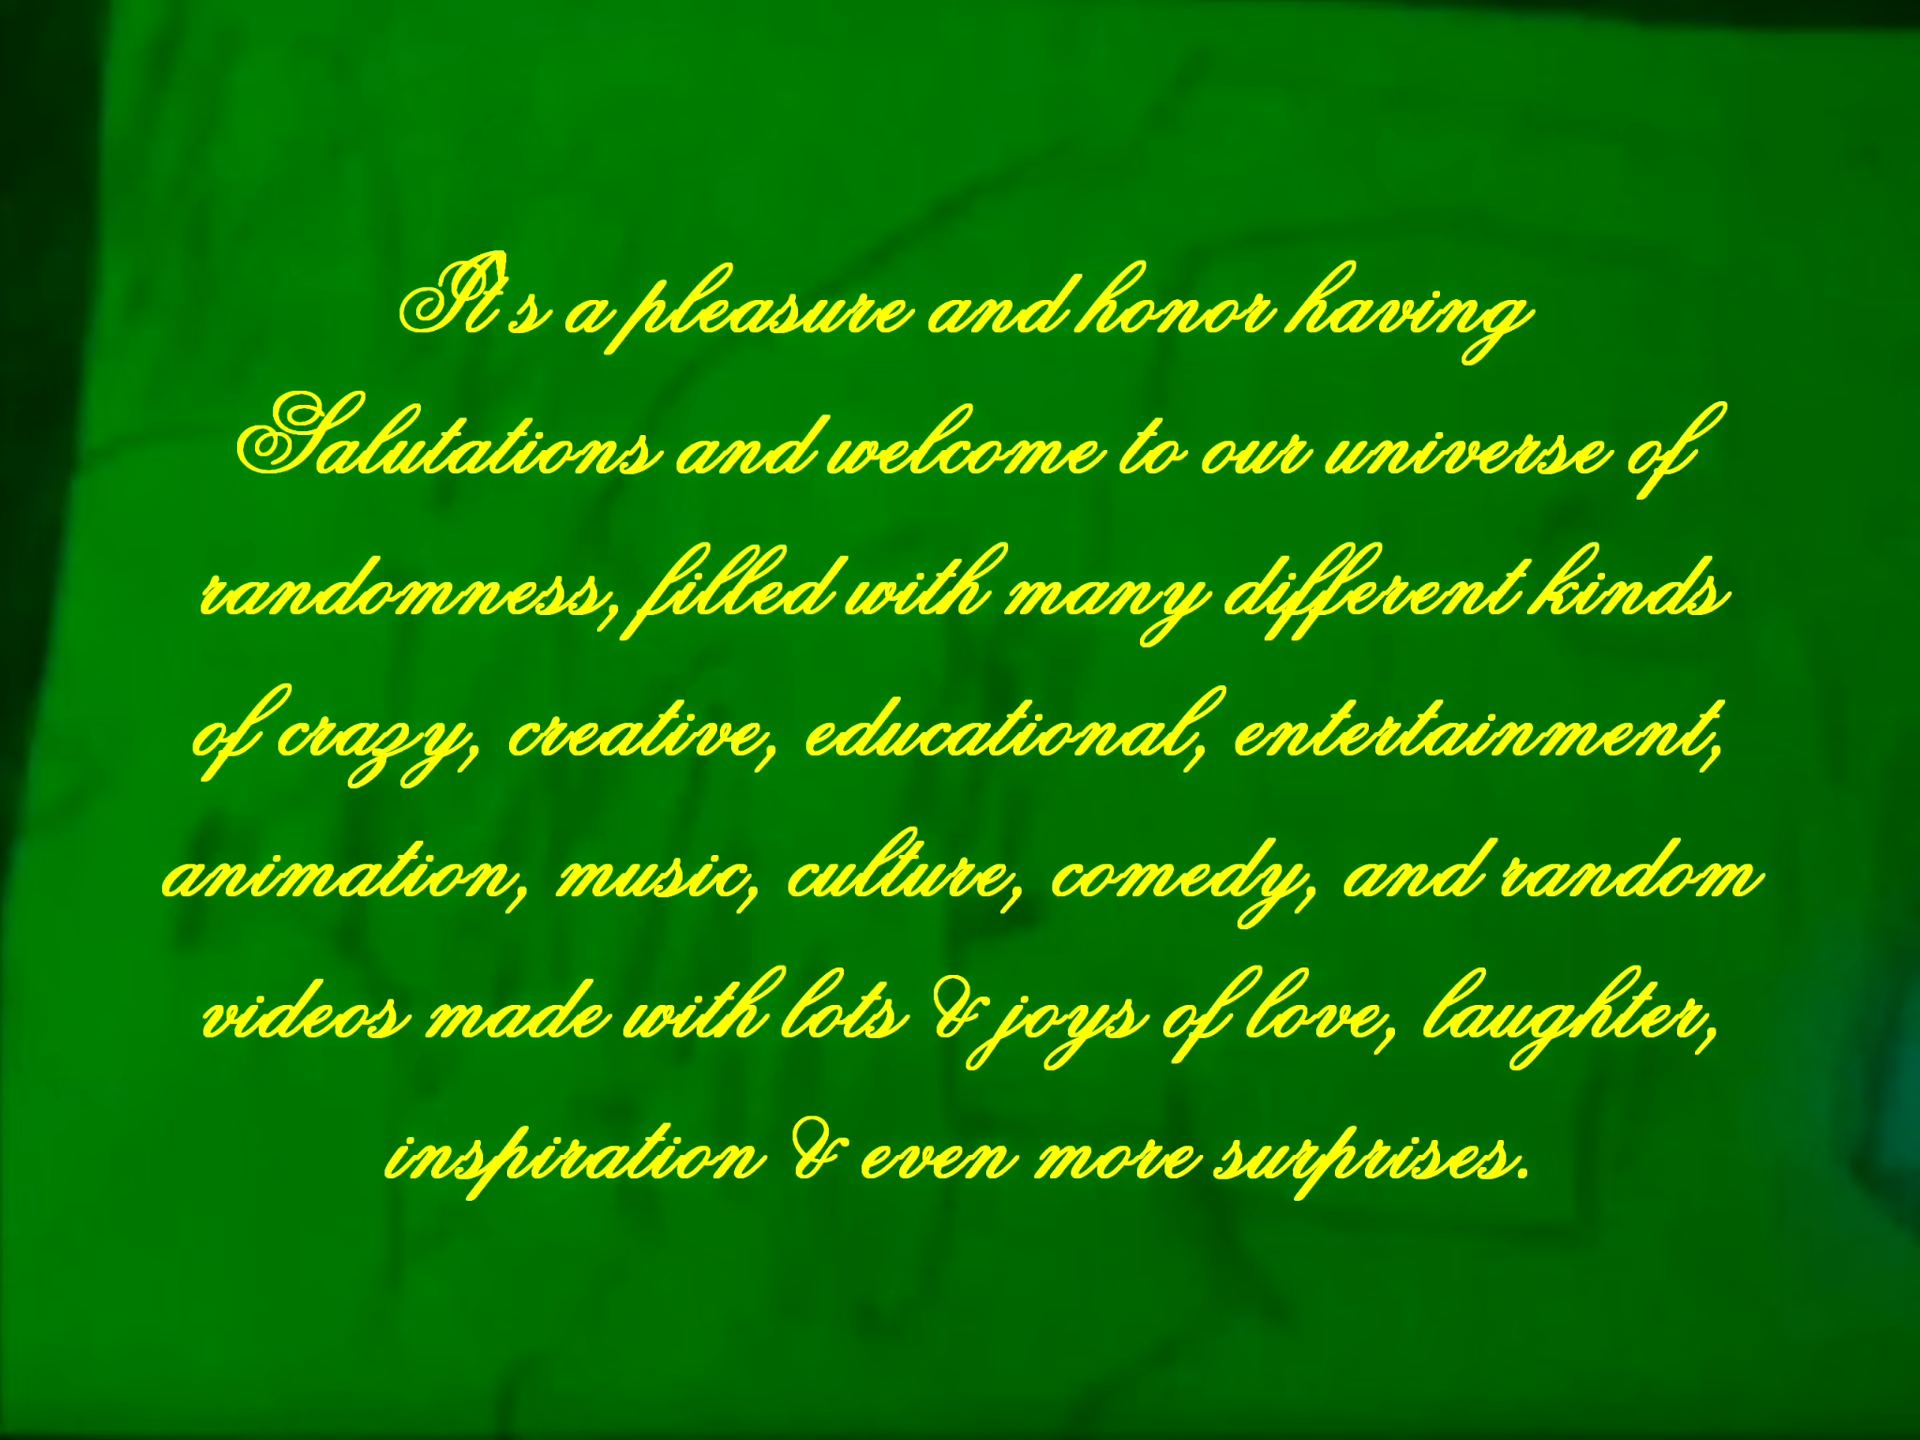 It's a pleasure and honor having
Salutations and welcome to our universe of
randomness, filled with many different kinds
of crazy, creative, educational, entertainment,
animation, music, culture, comedy, and random
videos made with lots & joys of love, laughter,
inspiration & even more surprises.